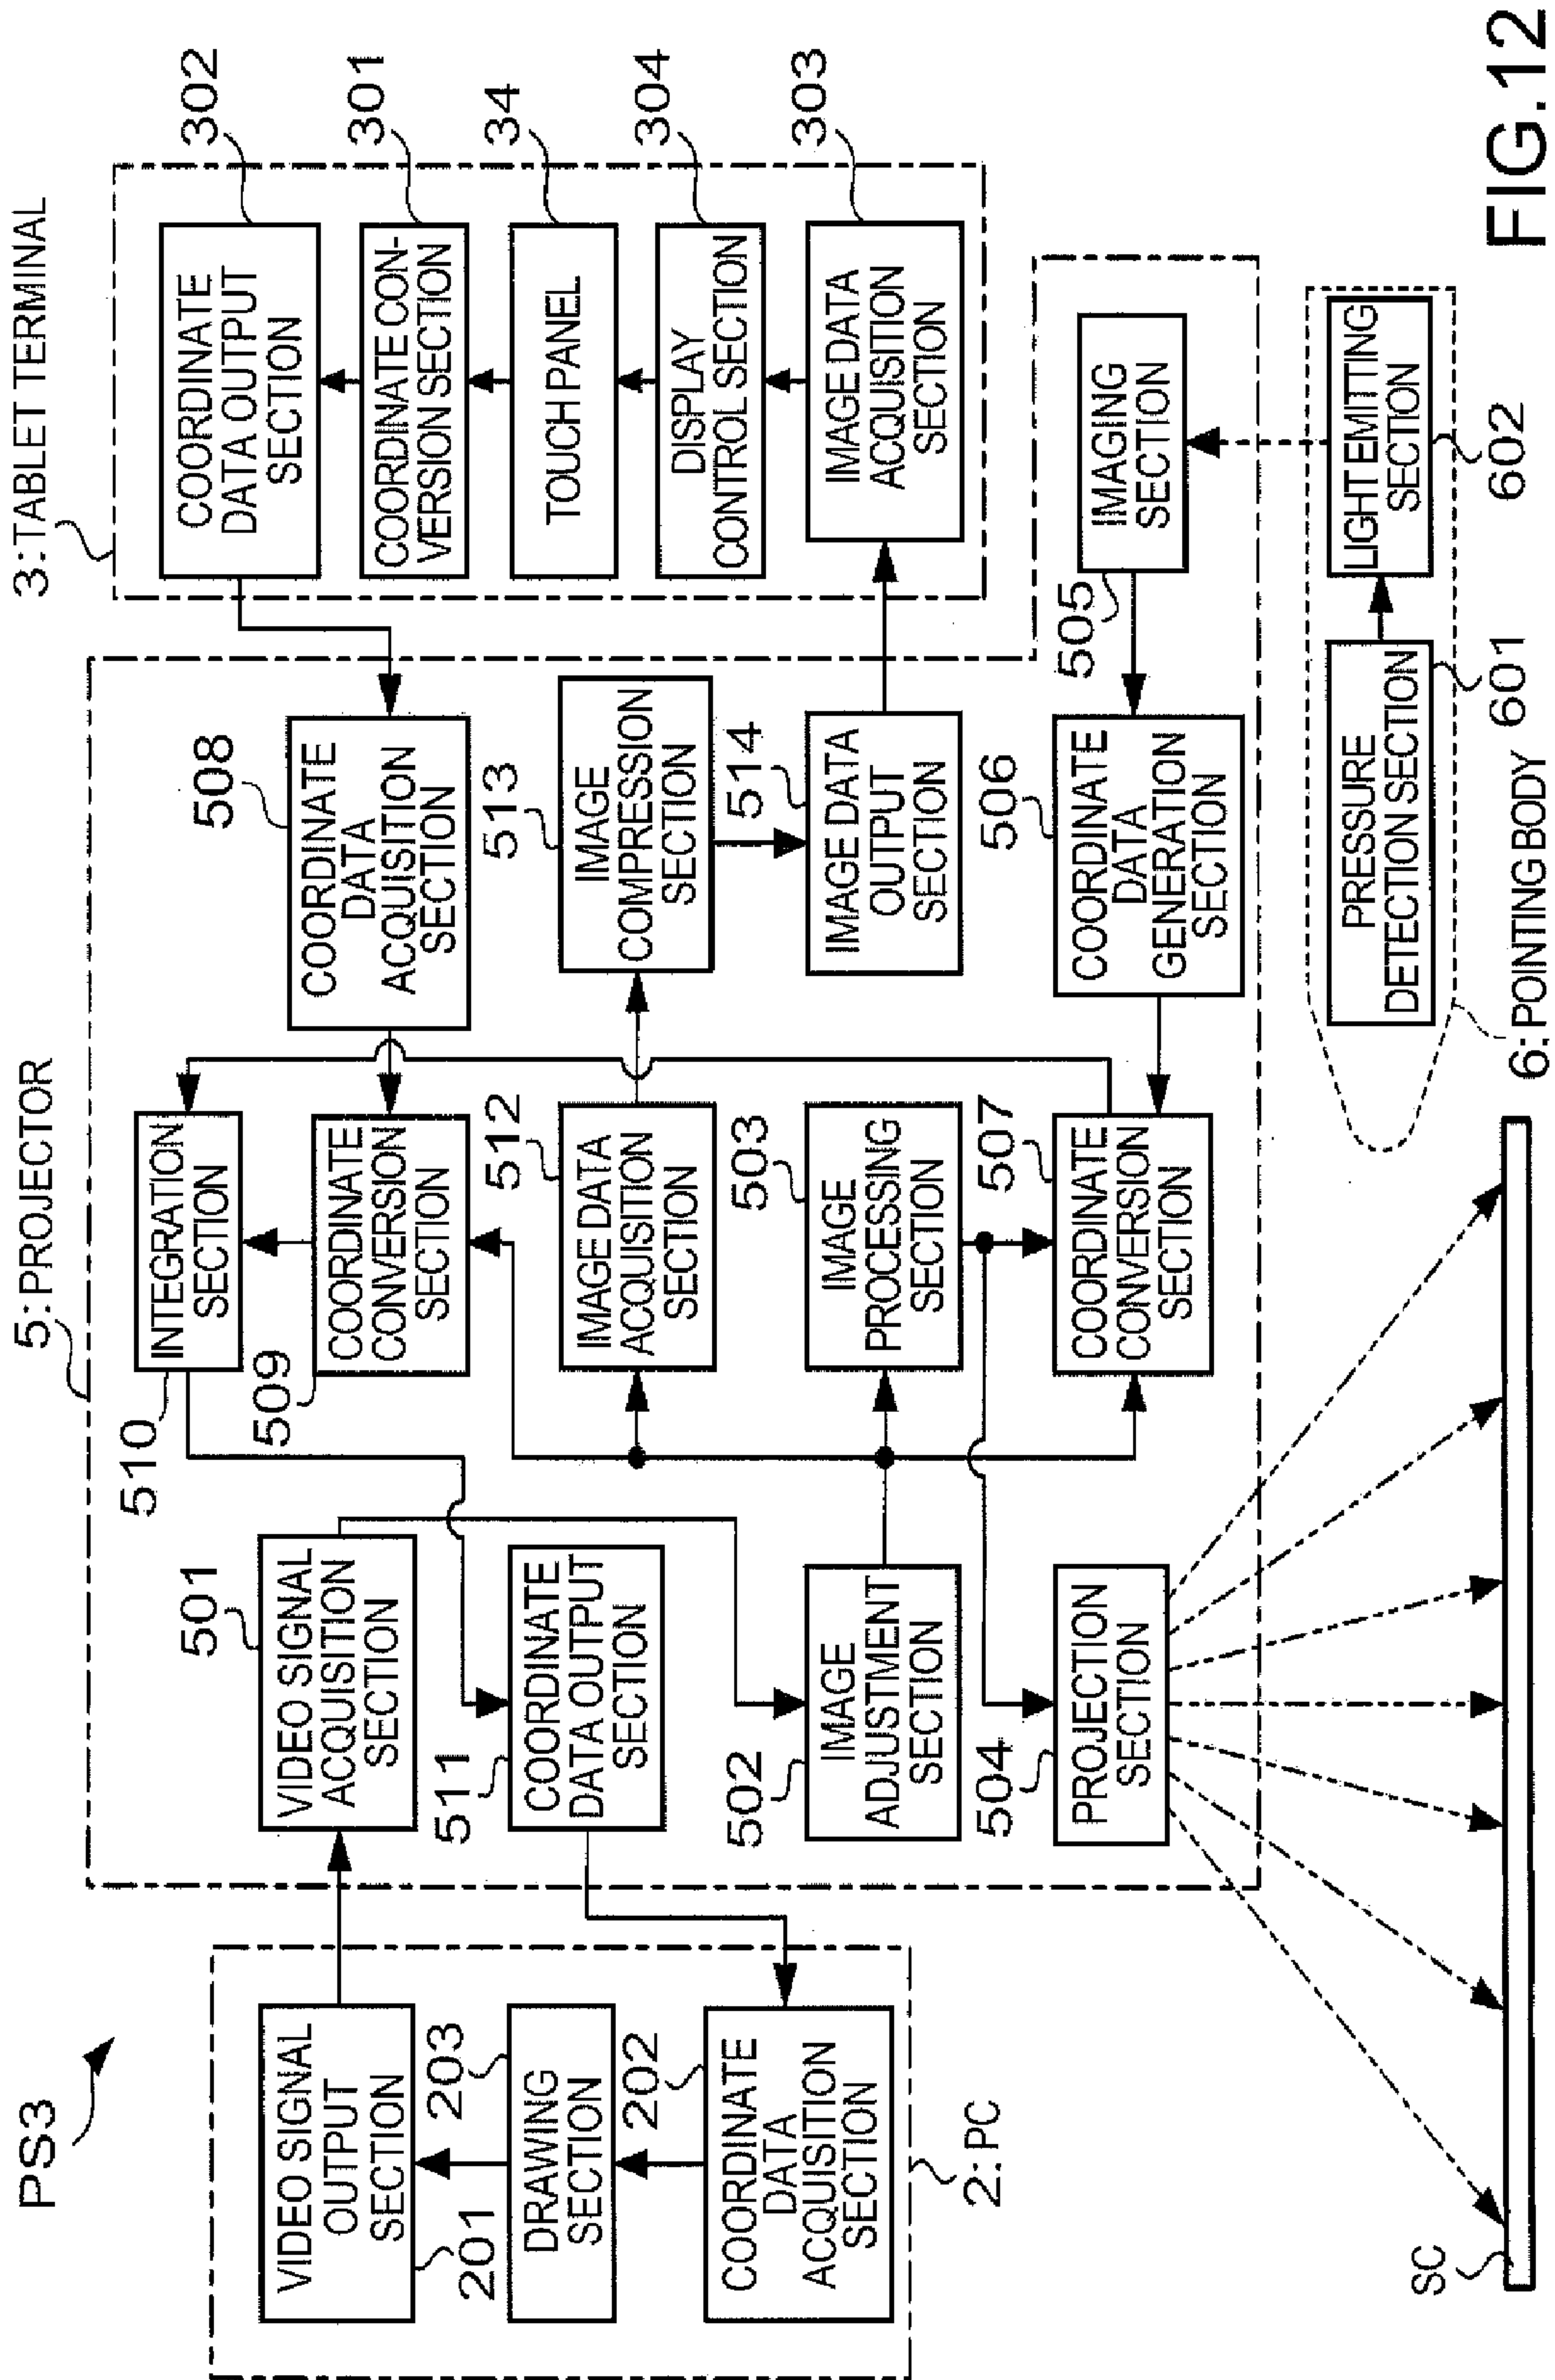 PS3
5:PROJECTOR
3:TABLET TERMINAL
2:PC
VIDEO SIGNAL
OUTPUT
SECTION
201
DRAWING
SECTION
203
COORDINATE
DATA
ACQUISITION
SECTION
202
501
VIDEO SIGNAL
ACQUISITION
SECTION
511
COORDINATE
DATA OUTPUT
SECTION
502
IMAGE
ADJUSTMENT
SECTION
504
PROJECTION
SECTION
510
INTEGRATION
SECTION
509
COORDINATE
CONVERSION
SECTION
512
IMAGE DATA
ACQUISITION
SECTION
503
IMAGE
PROCESSING
SECTION
507
COORDINATE
CONVERSION
SECTION
508
COORDINATE
DATA
ACQUISITION
SECTION
513
IMAGE
COMPRESSION
SECTION
514
IMAGE DATA
OUTPUT
SECTION
506
COORDINATE
DATA
GENERATION
SECTION
505
IMAGING
SECTION
COORDINATE
DATA OUTPUT
SECTION
302
COORDINATE CON-
VERSION SECTION
301
TOUCH PANEL
34
DISPLAY
CONTROL SECTION
304
IMAGE DATA
ACQUISITION
SECTION
303
PRESSURE
DETECTION SECTION
601
LIGHT EMITTING
SECTION
602
6:POINTING BODY
SC
FIG.12